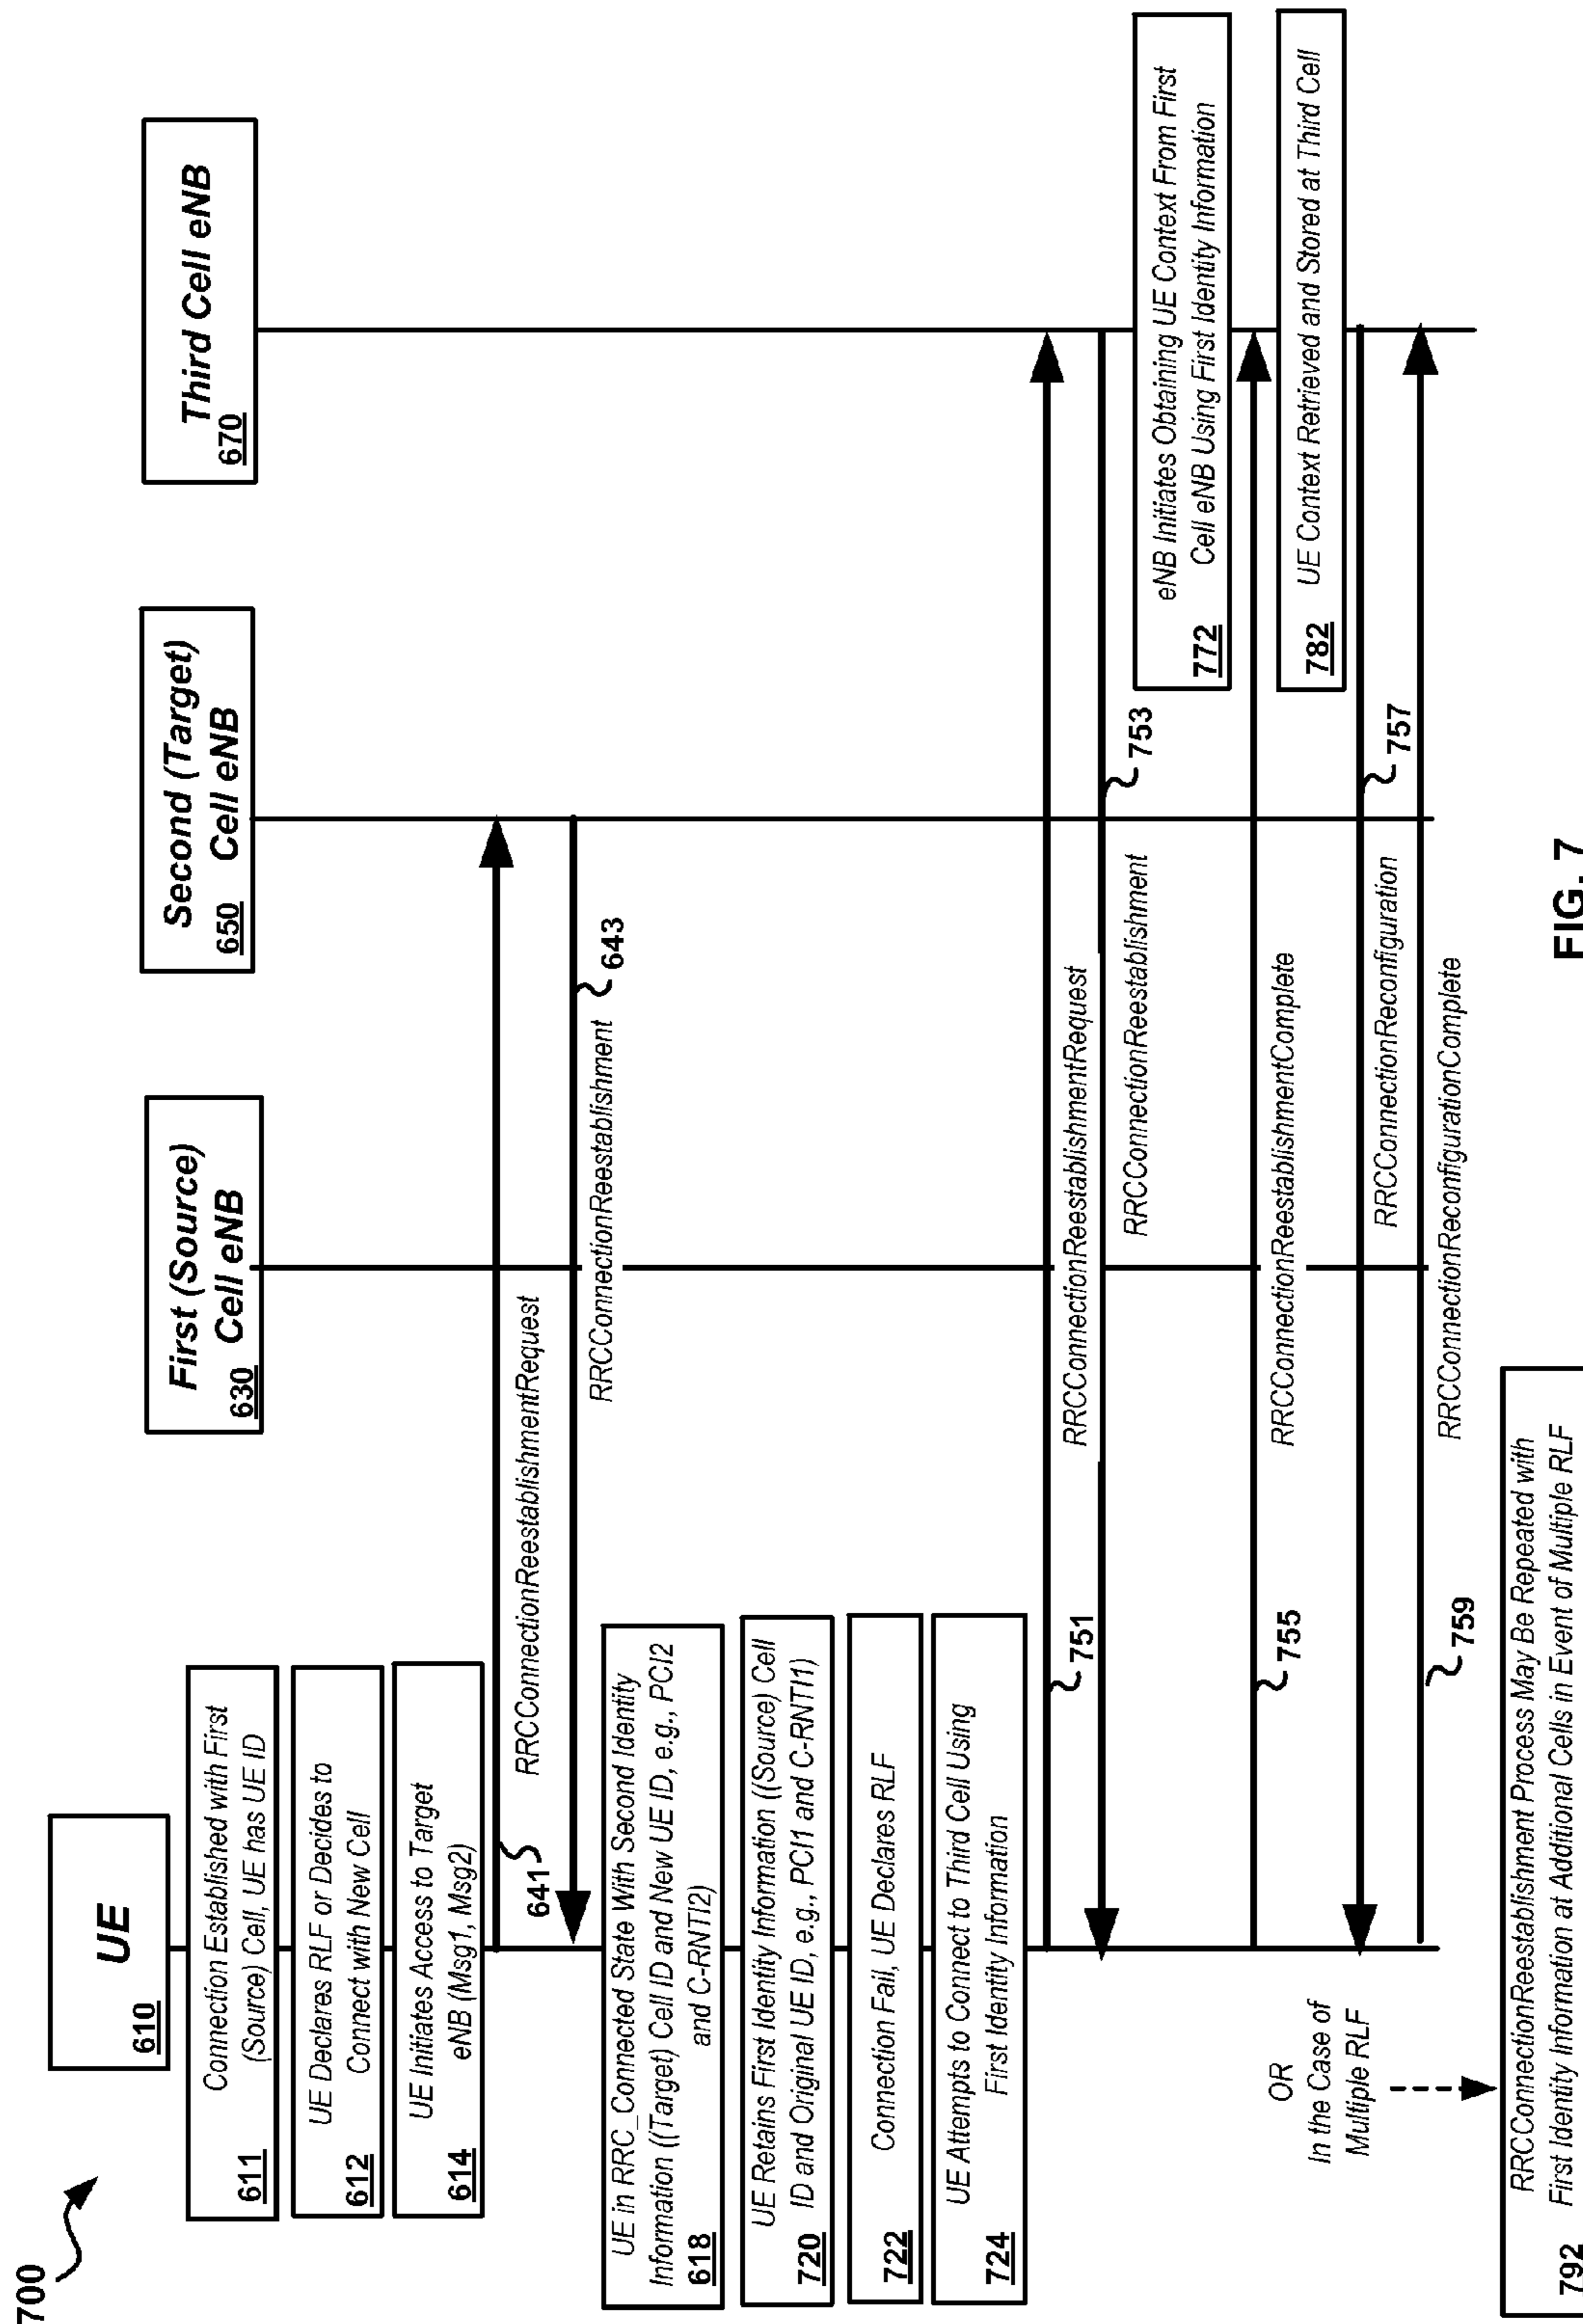 700
UE
610
First (Source)
630 Cell eNB
Second (Target)
650 Cell eNB
Third Cell eNB
670
Connection Established with First
611 (Source) Cell, UE has UE ID
UE Declares RLF or Decides to
612 Connect with New Cell
UE Initiates Access to Target
614 eNB (Msg1, Msg2)
641
RRCConnectionReestablishmentRequest
643
RRCConnectionReestablishment
UE in RRC_Connected State With Second Identity
Information ((Target) Cell ID and New UE ID, e.g., PCI2
618 and C-RNTI2)
UE Retains First Identity Information ((Source) Cell
720 ID and Original UE ID, e.g., PCI1 and C-RNTI1)
722 Connection Fail, UE Declares RLF
UE Attempts to Connect to Third Cell Using
724 First Identity Information
751
RRCConnectionReestablishmentRequest
753
RRCConnectionReestablishment
eNB Initiates Obtaining UE Context From First
772 Cell eNB Using First Identity Information
755
RRCConnectionReestablishmentComplete
782 UE Context Retrieved and Stored at Third Cell
757
RRCConnectionReconfiguration
759
RRCConnectionReconfigurationComplete
OR
In the Case of
Multiple RLF
RRCConnectionReestablishment Process May Be Repeated with
792 First Identity Information at Additional Cells in Event of Multiple RLF
FIG. 7